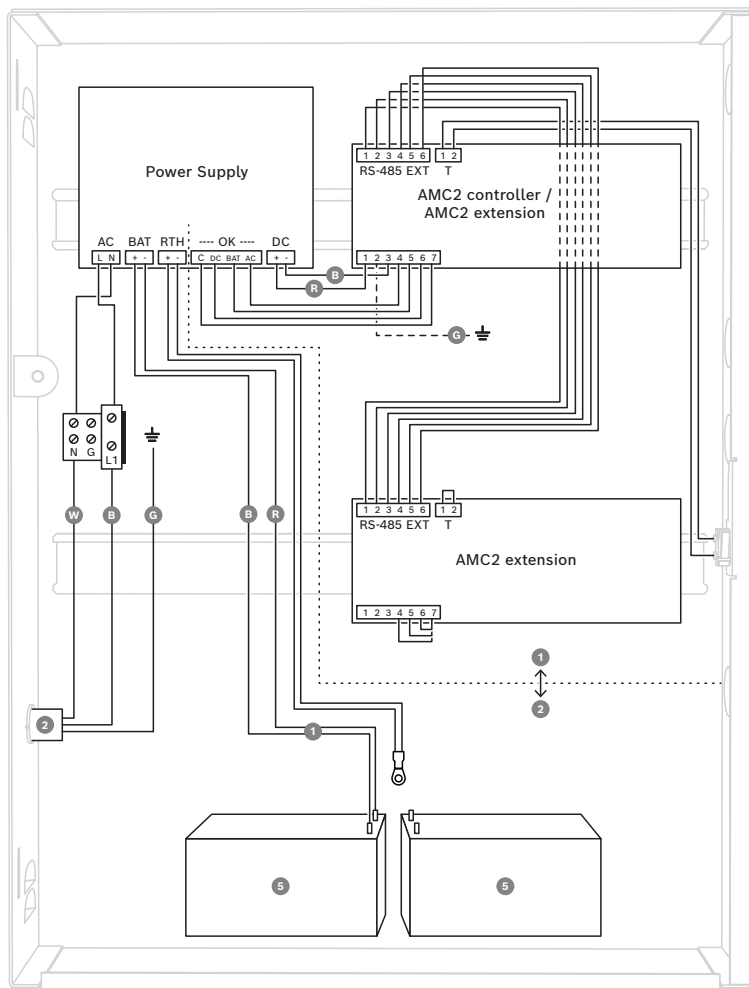 1 2 3 4 5 6 1 2
RS-485 EXT T
Power Supply
AMC2 controller /
AMC2 extension
AC BAT RTH ---- OK ---- DC
L N + - + - C DC BAT AC + -
1 2 3 4 5 6 7
B
R
G
N G L1
W B G B R
1 2 3 4 5 6 1 2
RS-485 EXT T
AMC2 extension
1 2 3 4 5 6 7
1
2
2
1
5 5